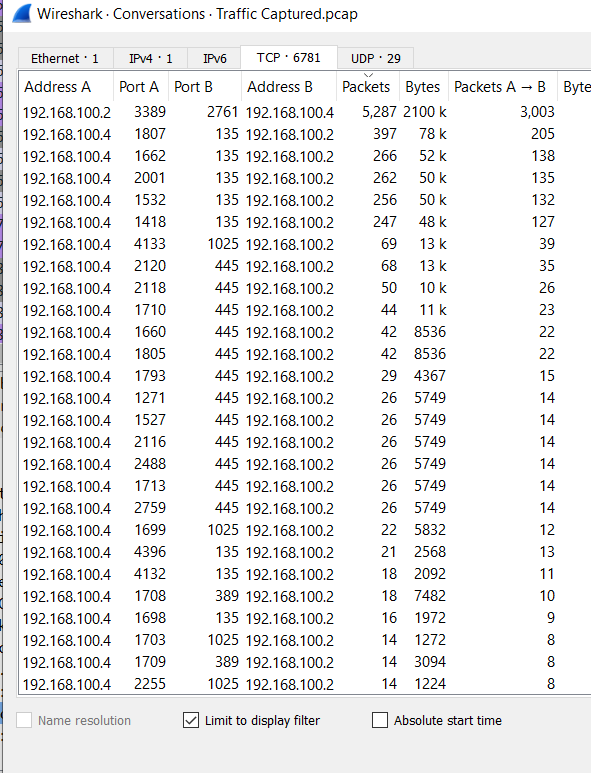 Wireshark · Conversations · Traffic Captured.pcap
Ethernet · 1 IPv4 · 1 IPv6 TCP · 6781 UDP · 29
Address A Port A Port B Address B Packets Bytes Packets A → B Byte
192.168.100.2 3389 2761 192.168.100.4 5,287 2100 k 3,003
192.168.100.4 1807 135 192.168.100.2 397 78 k 205
192.168.100.4 1662 135 192.168.100.2 266 52 k 138
192.168.100.4 2001 135 192.168.100.2 262 50 k 135
192.168.100.4 1532 135 192.168.100.2 256 50 k 132
192.168.100.4 1418 135 192.168.100.2 247 48 k 127
192.168.100.4 4133 1025 192.168.100.2 69 13 k 39
192.168.100.4 2120 445 192.168.100.2 68 13 k 35
192.168.100.4 2118 445 192.168.100.2 50 10 k 26
192.168.100.4 1710 445 192.168.100.2 44 11 k 23
192.168.100.4 1660 445 192.168.100.2 42 8536 22
192.168.100.4 1805 445 192.168.100.2 42 8536 22
192.168.100.4 1793 445 192.168.100.2 29 4367 15
192.168.100.4 1271 445 192.168.100.2 26 5749 14
192.168.100.4 1527 445 192.168.100.2 26 5749 14
192.168.100.4 2116 445 192.168.100.2 26 5749 14
192.168.100.4 2488 445 192.168.100.2 26 5749 14
192.168.100.4 1713 445 192.168.100.2 26 5749 14
192.168.100.4 2759 445 192.168.100.2 26 5749 14
192.168.100.4 1699 1025 192.168.100.2 22 5832 12
192.168.100.4 4396 135 192.168.100.2 21 2568 13
192.168.100.4 4132 135 192.168.100.2 18 2092 11
192.168.100.4 1708 389 192.168.100.2 18 7482 10
192.168.100.4 1698 135 192.168.100.2 16 1972 9
192.168.100.4 1703 1025 192.168.100.2 14 1272 8
192.168.100.4 1709 389 192.168.100.2 14 3094 8
192.168.100.4 2255 1025 192.168.100.2 14 1224 8
Name resolution Limit to display filter Absolute start time